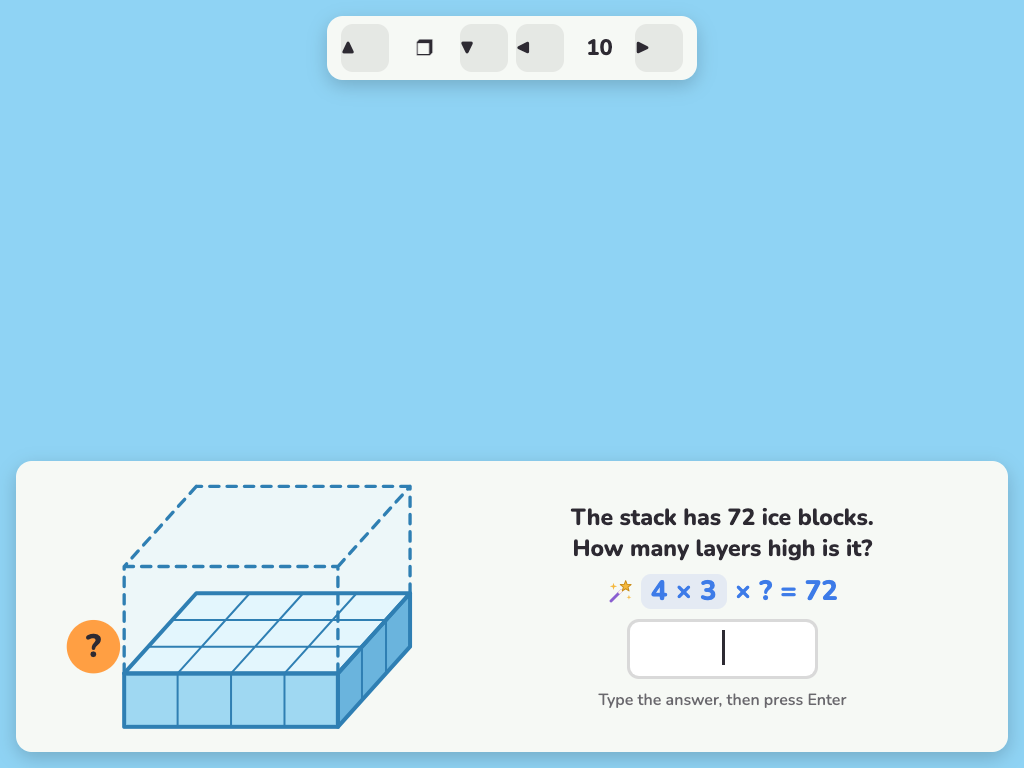 10
?
The stack has 72 ice blocks.
How many layers high is it?
4 × 3 × ? = 72
Type the answer, then press Enter